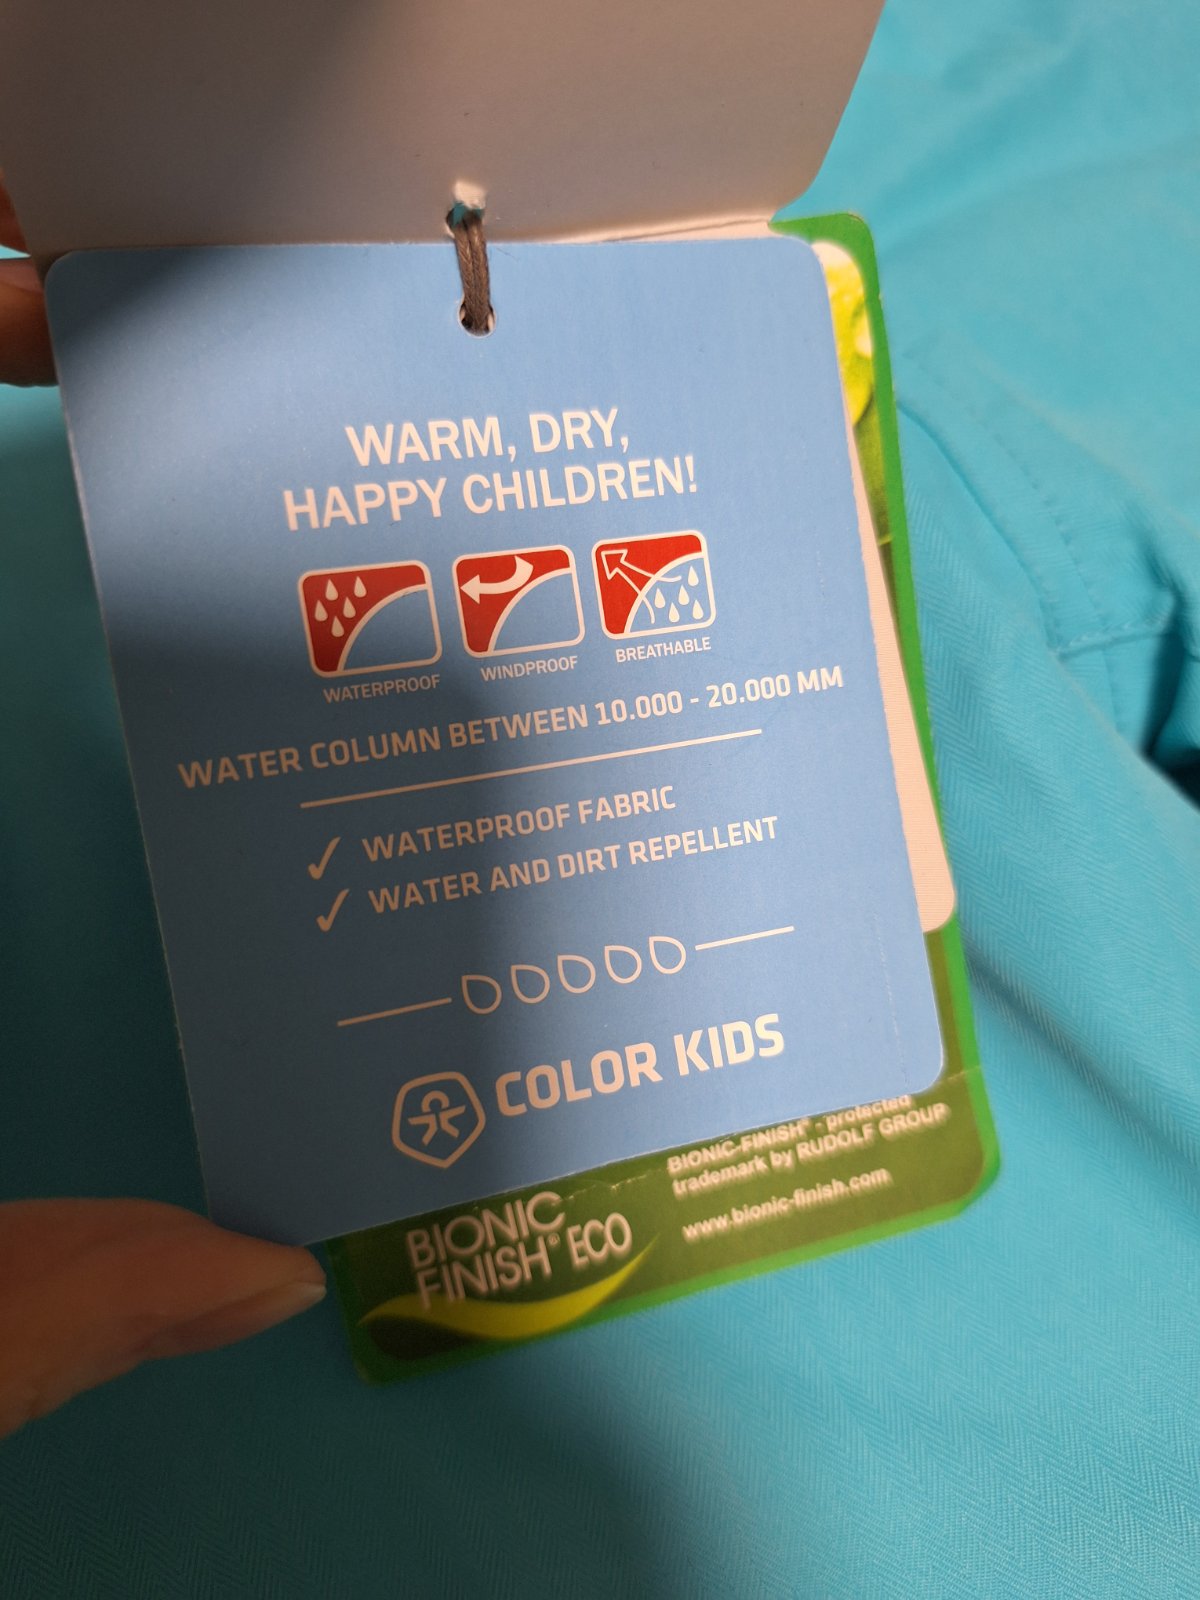 WARM, DRY,
HAPPY CHILDREN!
WATERPROOF
WINDPROOF
BREATHABLE
WATER COLUMN BETWEEN 10.000 - 20.000 MM
✓ WATERPROOF FABRIC
✓ WATER AND DIRT REPELLENT
COLOR KIDS
BIONIC
FINISH® ECO
BIONIC-FINISH® - protected
trademark by RUDOLF GROUP
www.bionic-finish.com